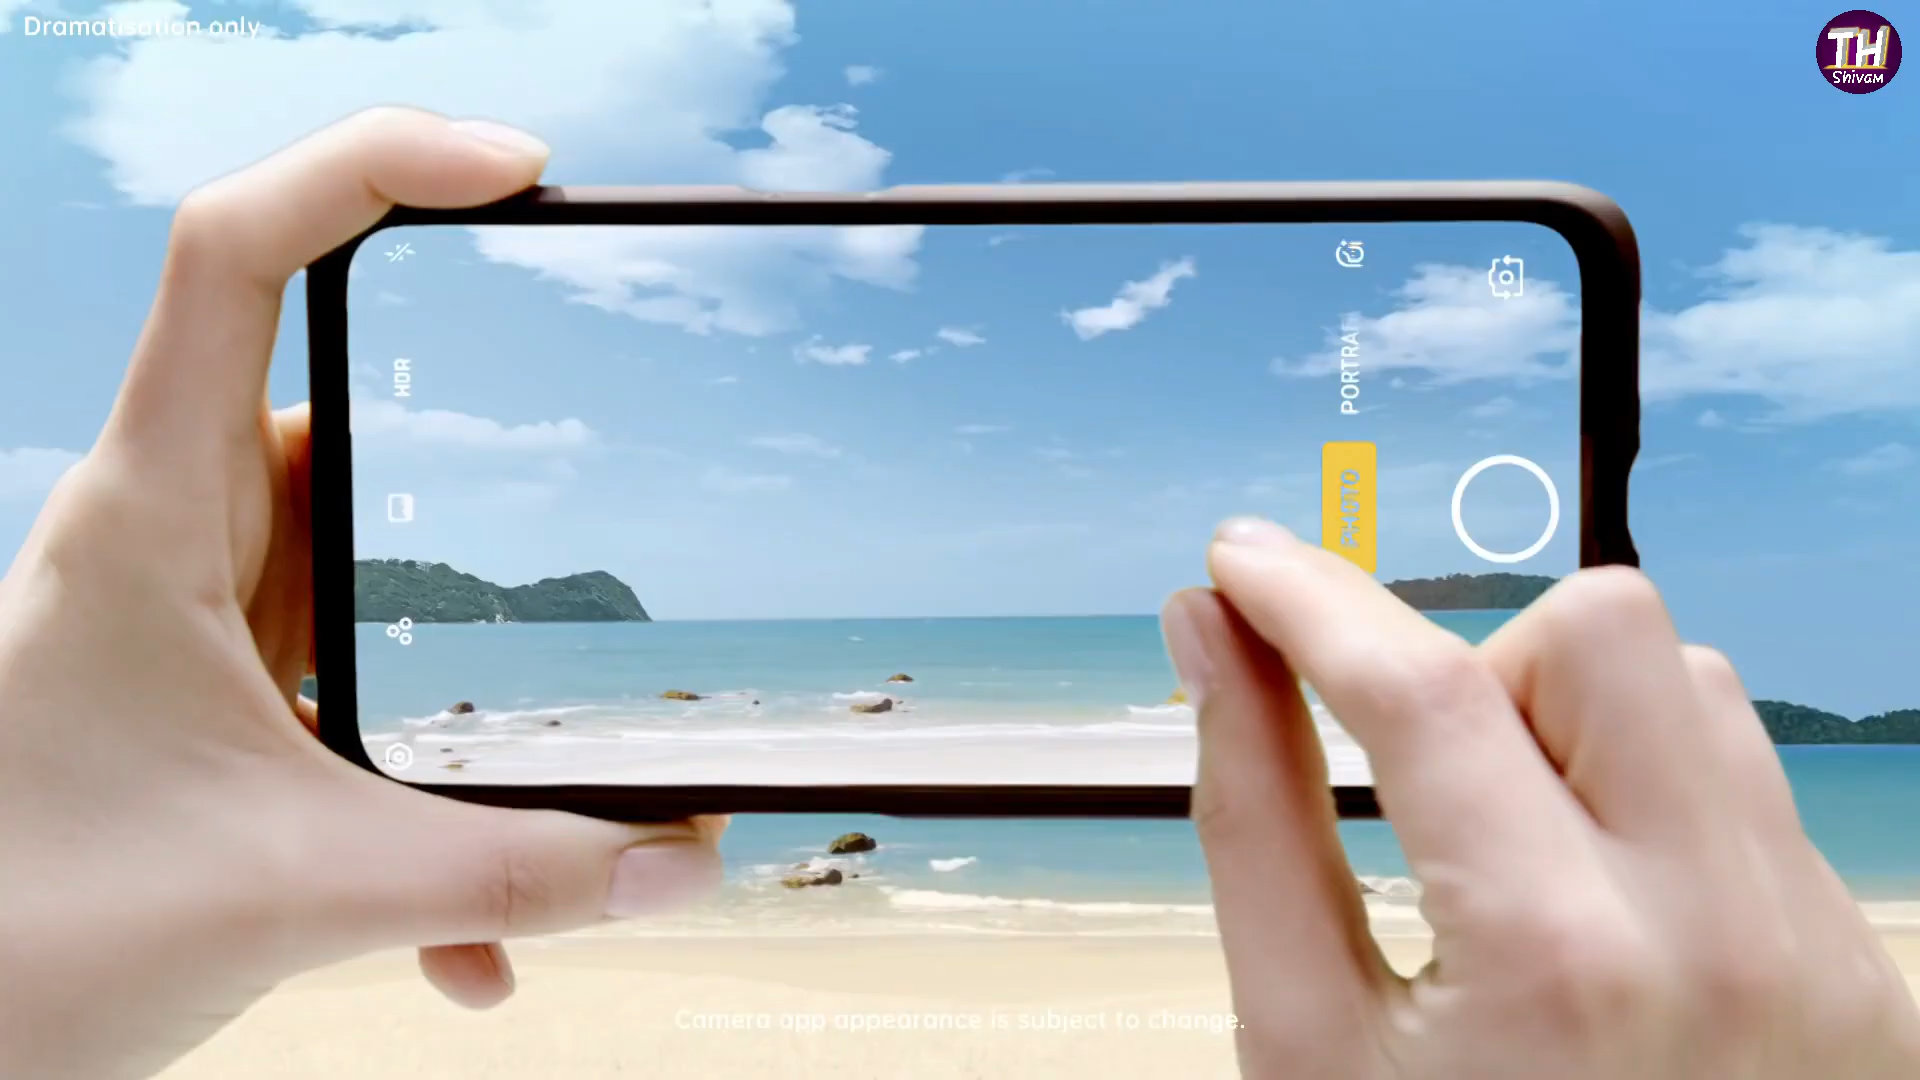 Dramatisation only
TH
Shivam
HDR
PORTRAI
PHOTO
Camera app appearance is subject to change.